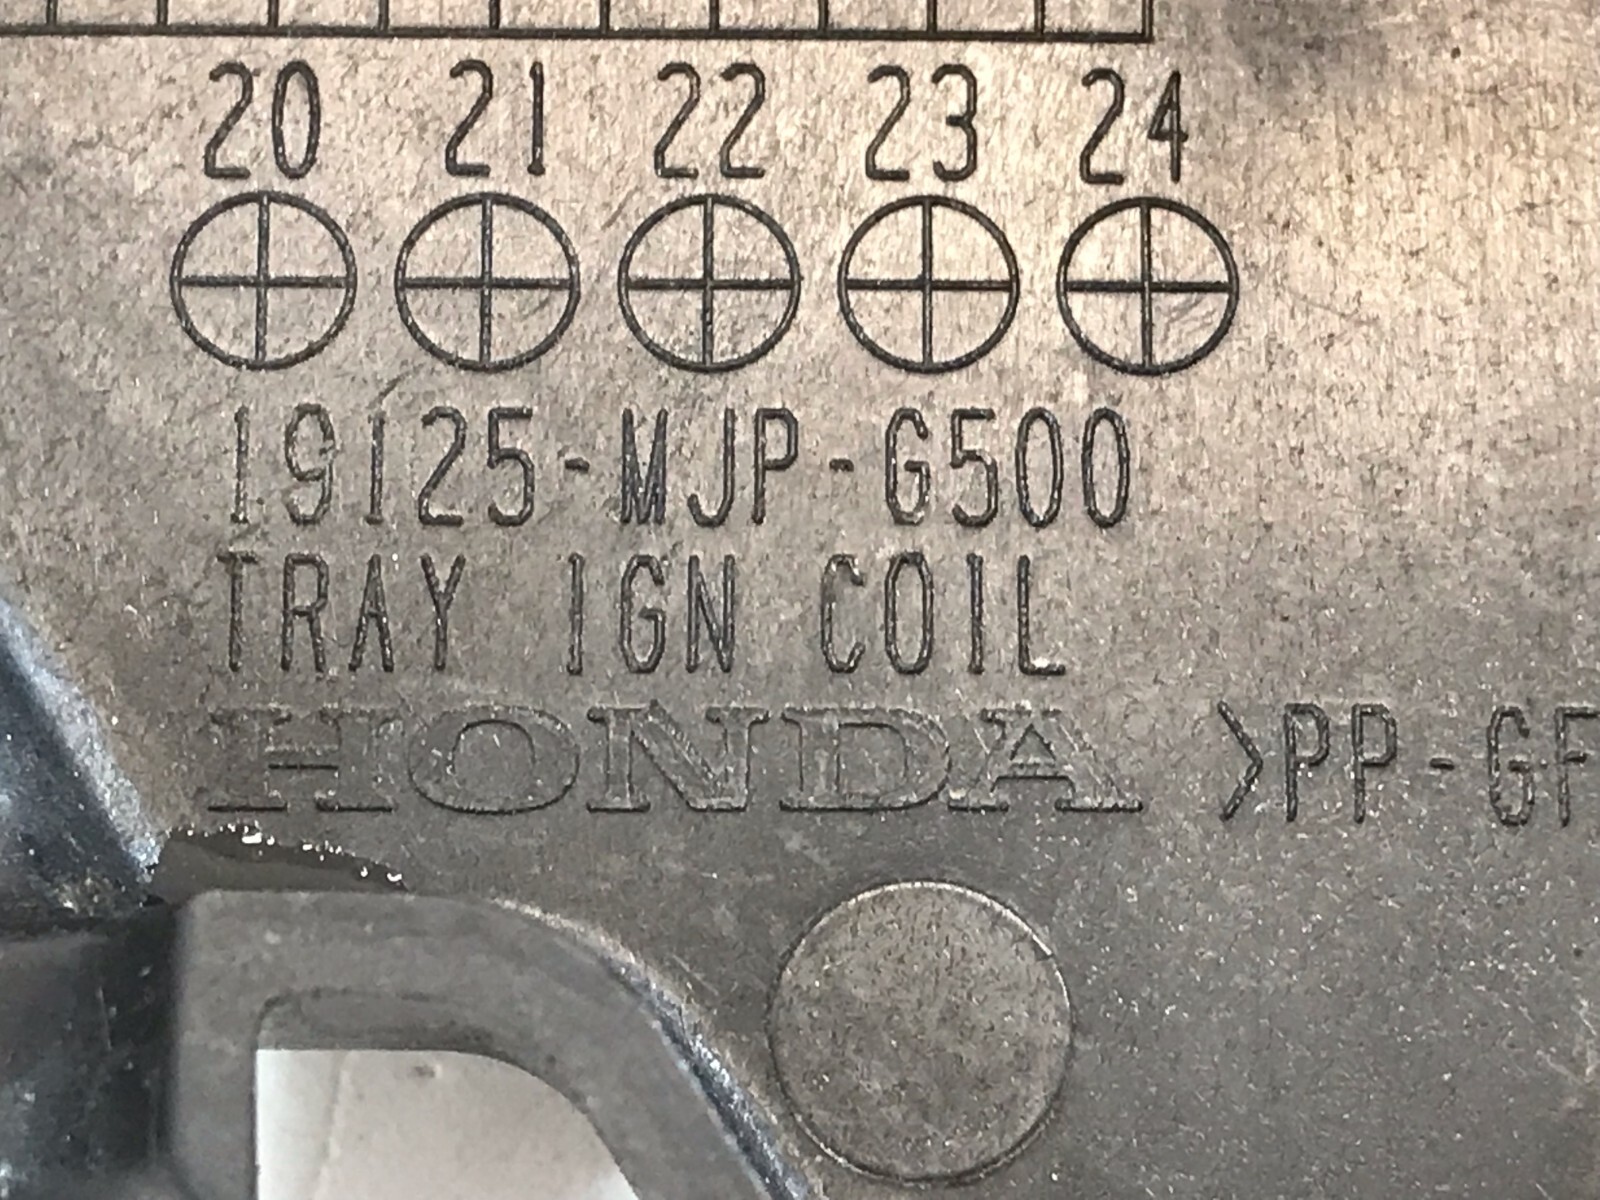 20 21 22 23 24
19125-MJP-G500
TRAY IGN COIL
HONDA >PP-GF